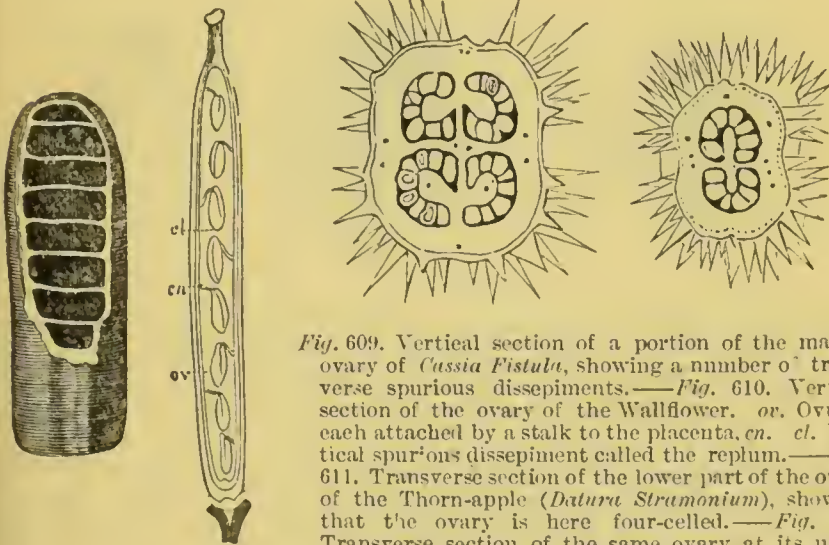 cl
cn
ov
Fig. 609. Vertical section of a portion of the ma
ovary of Cassia Fistula, showing a number o tra
verse spurious dissepiments.——Fig. 610. Ver
section of the ovary of the Wallflower. ov. Ovu
each attached by a stalk to the placenta, cn. cl.
tical spurious dissepiment called the replum.——
611. Transverse section of the lower part of the o
of the Thorn-apple (Datura Stramonium), show
that the ovary is here four-celled.——Fig.
Transverse section of the same ovary at its u